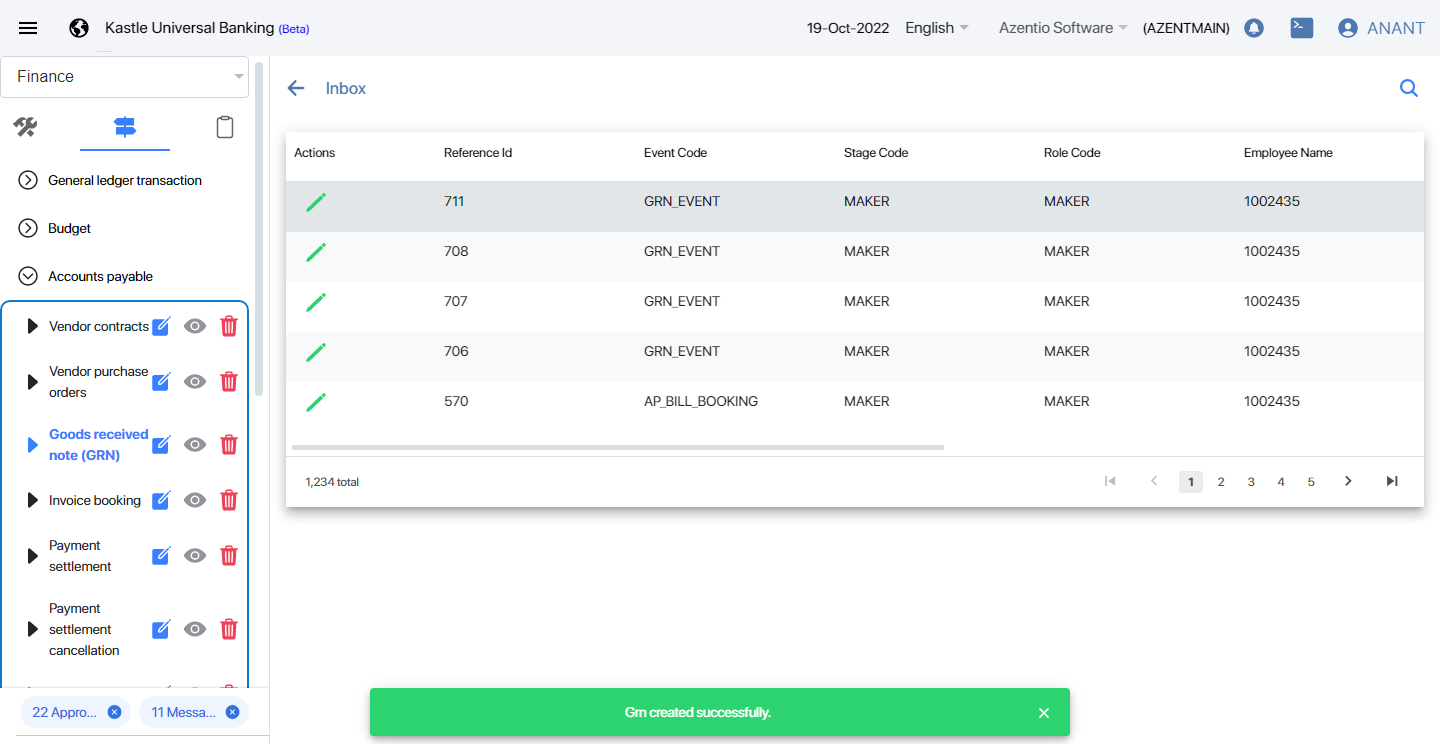 Kastle Universal Banking (Beta)
19-Oct-2022 English Azentio Software (AZENTMAIN) ANANT
Finance
General ledger transaction
Budget
Accounts payable
Vendor contracts
Vendor purchase
orders
Goods received
note (GRN)
Invoice booking
Payment
settlement
Payment
settlement
cancellation
22 Appro...
11 Messa...
Inbox
Actions Reference Id Event Code Stage Code Role Code Employee Name
711 GRN_EVENT MAKER MAKER 1002435
708 GRN_EVENT MAKER MAKER 1002435
707 GRN_EVENT MAKER MAKER 1002435
706 GRN_EVENT MAKER MAKER 1002435
570 AP_BILL_BOOKING MAKER MAKER 1002435
1,234 total 1 2 3 4 5
Grn created successfully.